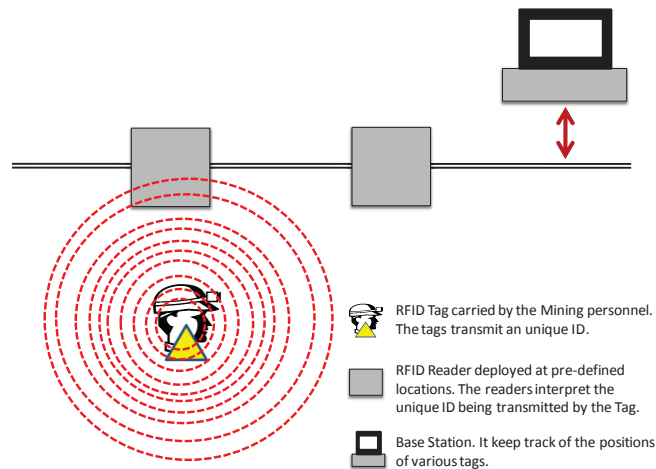 RFID Tag carried by the Mining personnel.
The tags transmit an unique ID.
RFID Reader deployed at pre-defined
locations. The readers interpret the
unique ID being transmitted by the Tag.
Base Station. It keep track of the positions
of various tags.